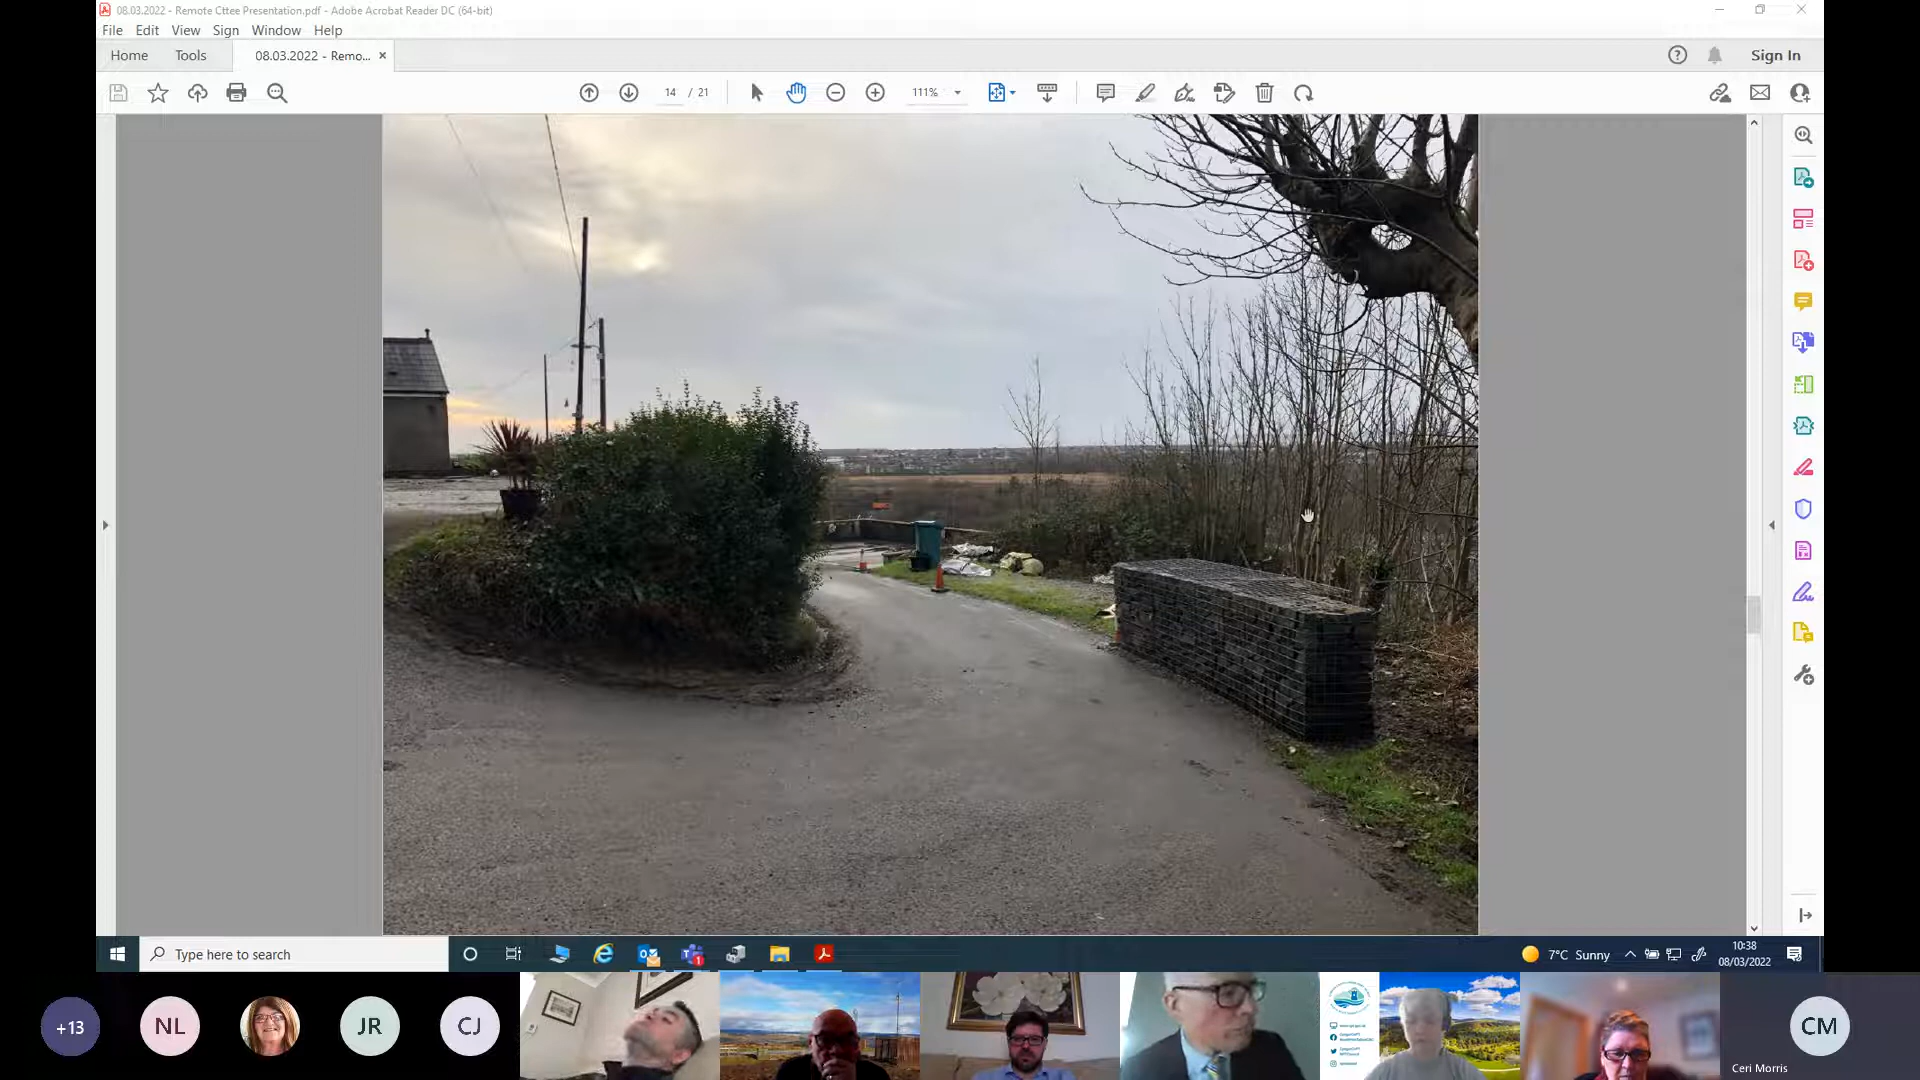 08.03.2022 - Remote Cttee Presentation.pdf - Adobe Acrobat Reader DC (64-bit)
File Edit View Sign Window Help
Home Tools 08.03.2022 - Remo... Sign In
14 / 21 111%
Type here to search
7°C Sunny
10:38
08/03/2022
+13 NL JR CJ CM
Ceri Morris